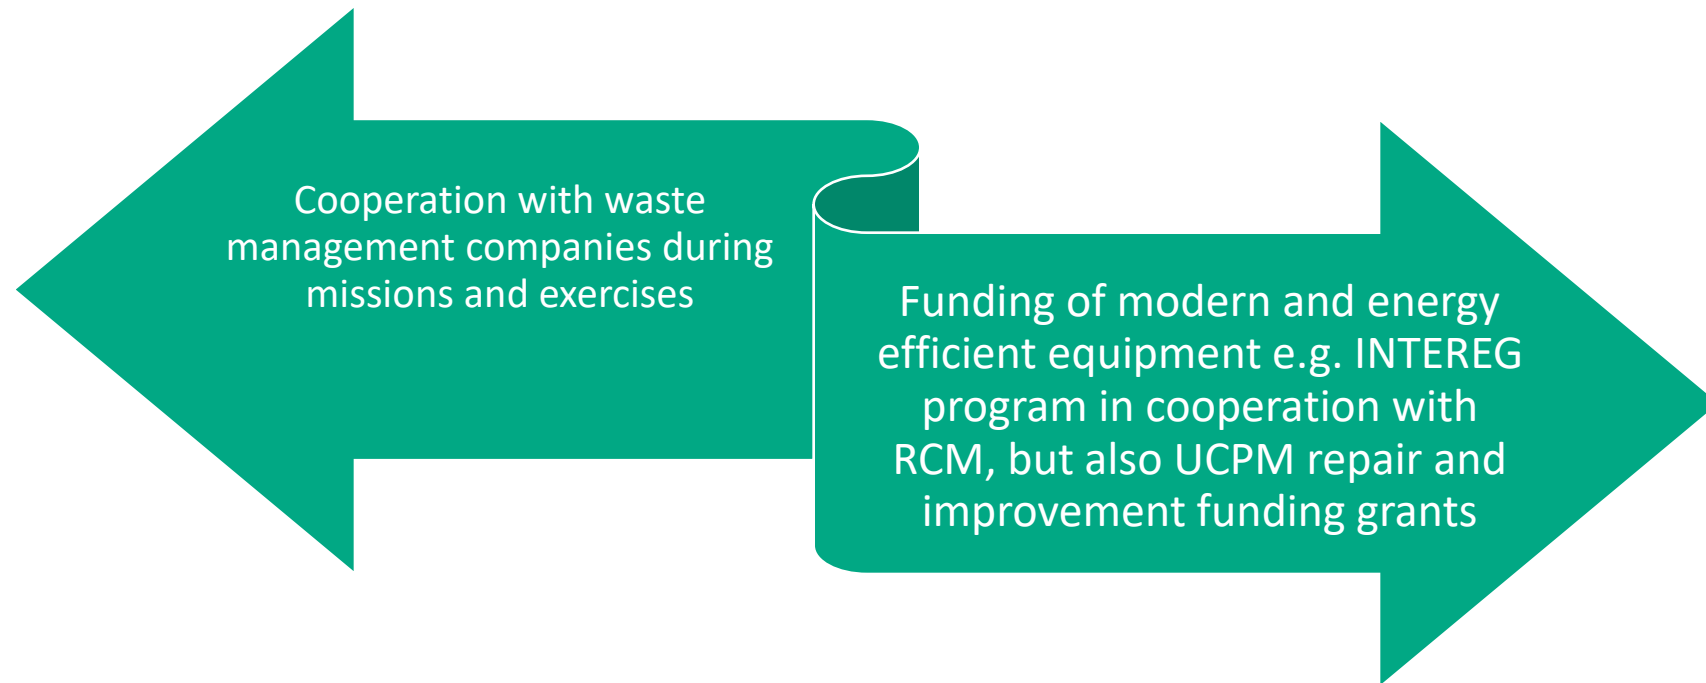 Cooperation with waste
management companies during
missions and exercises
Funding of modern and energy
efficient equipment e.g. INTEREG
program in cooperation with
RCM, but also UCPM repair and
improvement funding grants